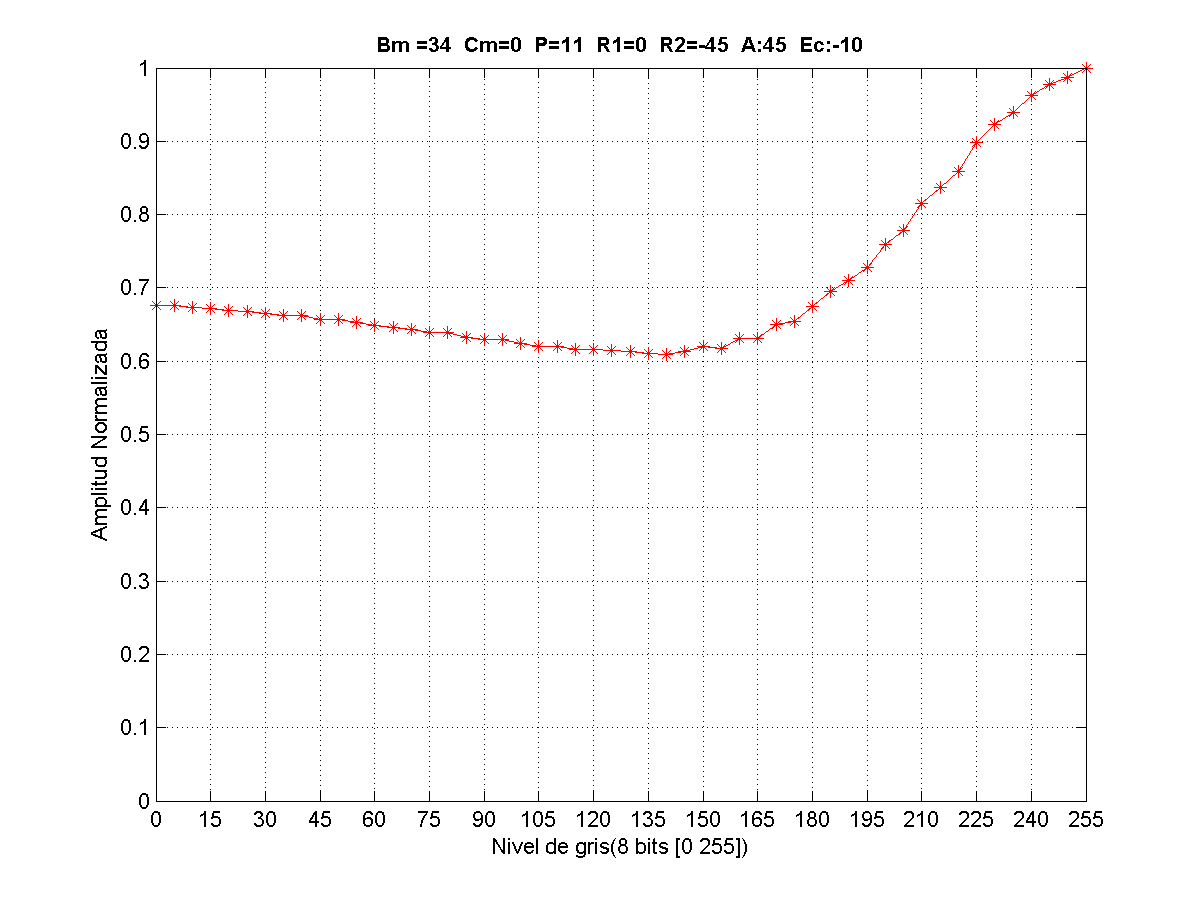 Bm =34 Cm=0 P=11 R1=0 R2=-45 A:45 Ec:-10
1
0.9
0.8
0.7
0.6
0.5
0.4
0.3
0.2
0.1
0
Amplitud Normalizada
0 15 30 45 60 75 90 105 120 135 150 165 180 195 210 225 240 255
Nivel de gris(8 bits [0 255])